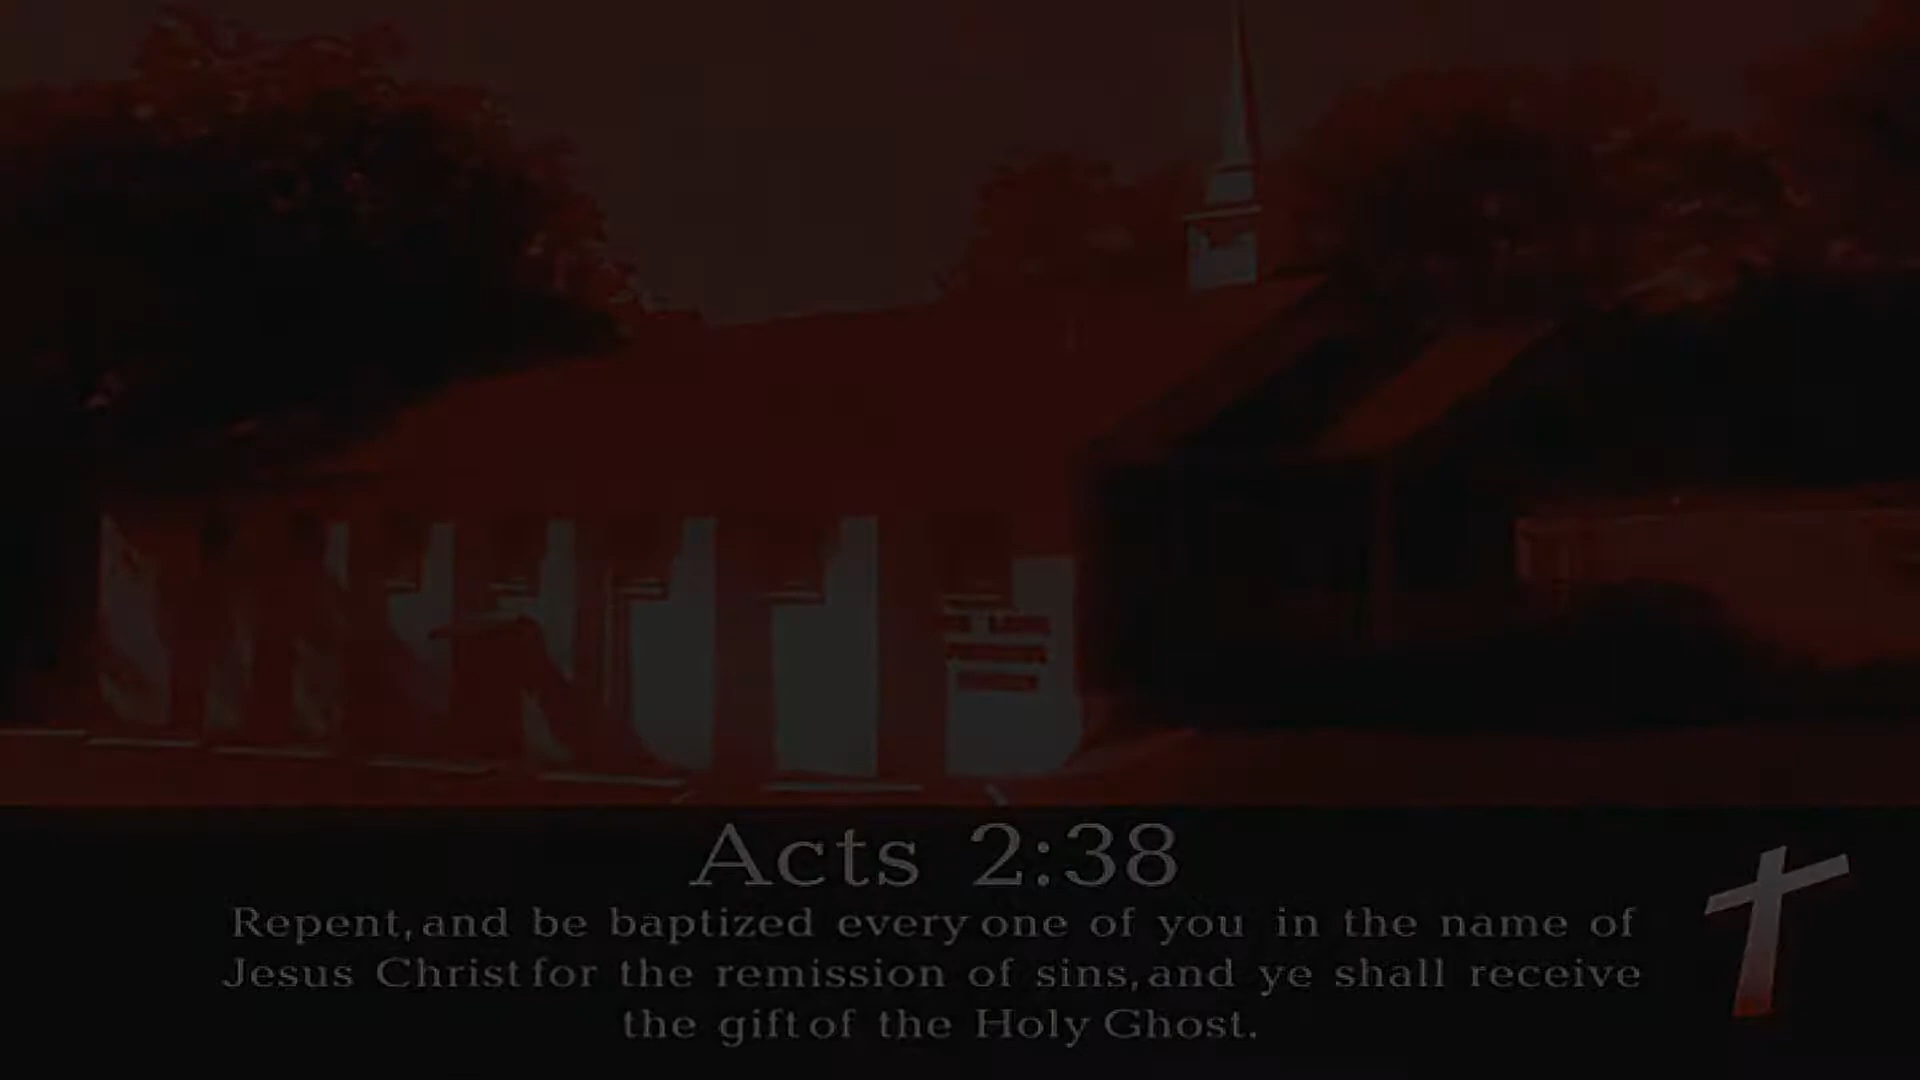 Acts 2:38
Repent, and be baptized every one of you in the name of
Jesus Christ for the remission of sins, and ye shall receive
the gift of the Holy Ghost.